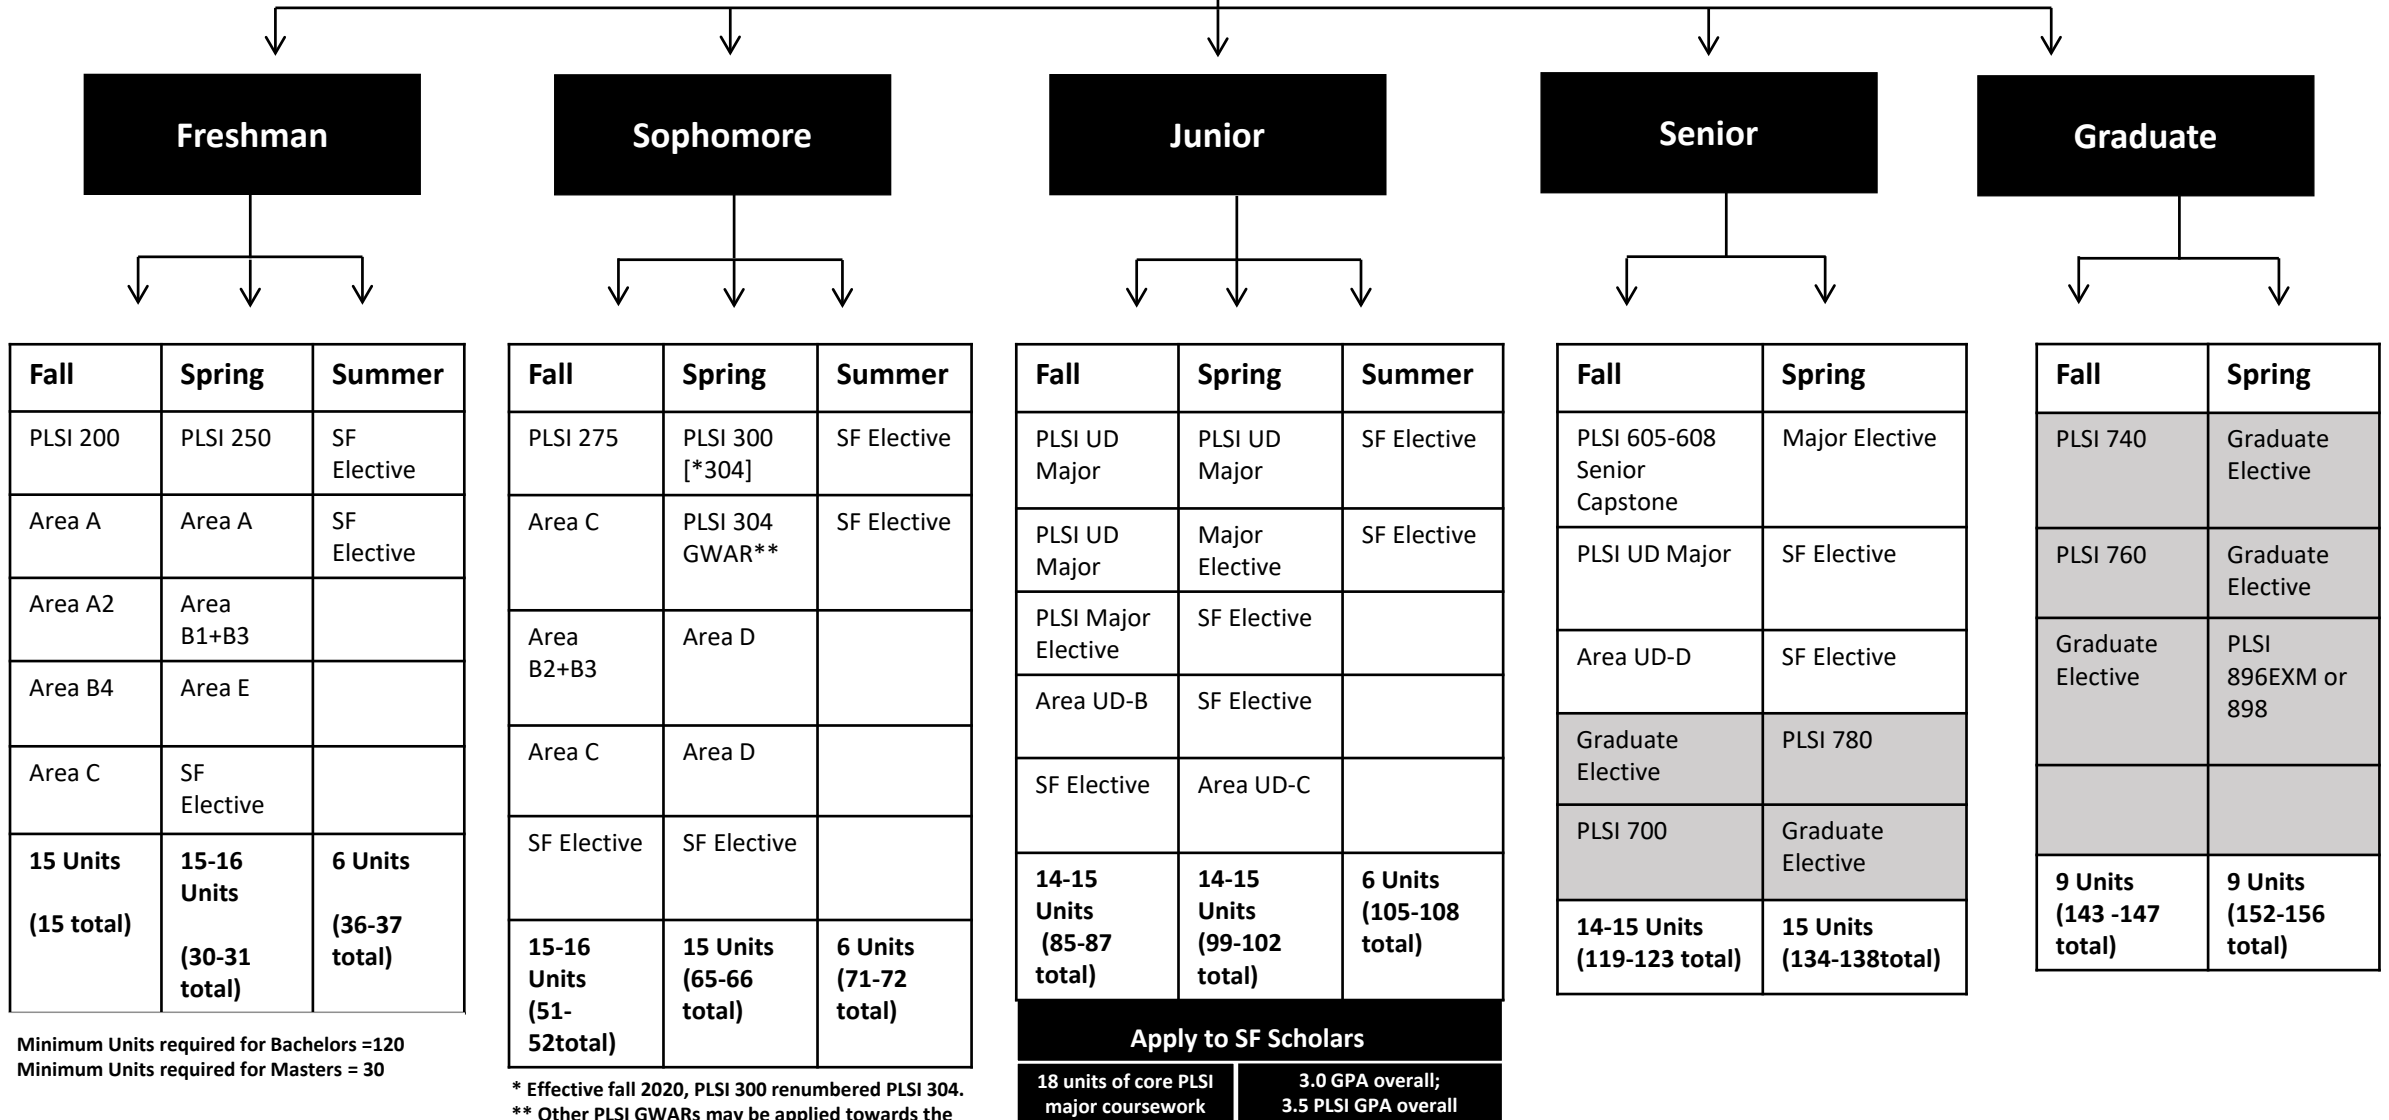 Freshman
Sophomore
Junior
Senior
Graduate
Fall
Spring
Summer
PLSI 200
PLSI 250
SF
Elective
Area A
Area A
SF
Elective
Area A2
Area
B1+B3
Area B4
Area E
Area C
SF
Elective
15 Units
(15 total)
15-16
Units
(30-31
total)
6 Units
(36-37
total)
Minimum Units required for Bachelors =120
Minimum Units required for Masters = 30
Fall
Spring
Summer
PLSI 275
PLSI 300
[*304]
SF Elective
Area C
PLSI 304
GWAR**
SF Elective
Area
B2+B3
Area D
Area C
Area D
SF Elective
SF Elective
15-16
Units
(51-
52total)
15 Units
(65-66
total)
6 Units
(71-72
total)
* Effective fall 2020, PLSI 300 renumbered PLSI 304.
** Other PLSI GWARs may be applied towards the
Fall
Spring
Summer
PLSI UD
Major
PLSI UD
Major
SF Elective
PLSI UD
Major
Major
Elective
SF Elective
PLSI Major
Elective
SF Elective
Area UD-B
SF Elective
SF Elective
Area UD-C
14-15
Units
(85-87
total)
14-15
Units
(99-102
total)
6 Units
(105-108
total)
Apply to SF Scholars
18 units of core PLSI
major coursework
3.0 GPA overall;
3.5 PLSI GPA overall
Fall
Spring
PLSI 605-608
Senior
Capstone
Major Elective
PLSI UD Major
SF Elective
Area UD-D
SF Elective
Graduate
Elective
PLSI 780
PLSI 700
Graduate
Elective
14-15 Units
(119-123 total)
15 Units
(134-138total)
Fall
Spring
PLSI 740
Graduate
Elective
PLSI 760
Graduate
Elective
Graduate
Elective
PLSI
896EXM or
898
9 Units
(143 -147
total)
9 Units
(152-156
total)